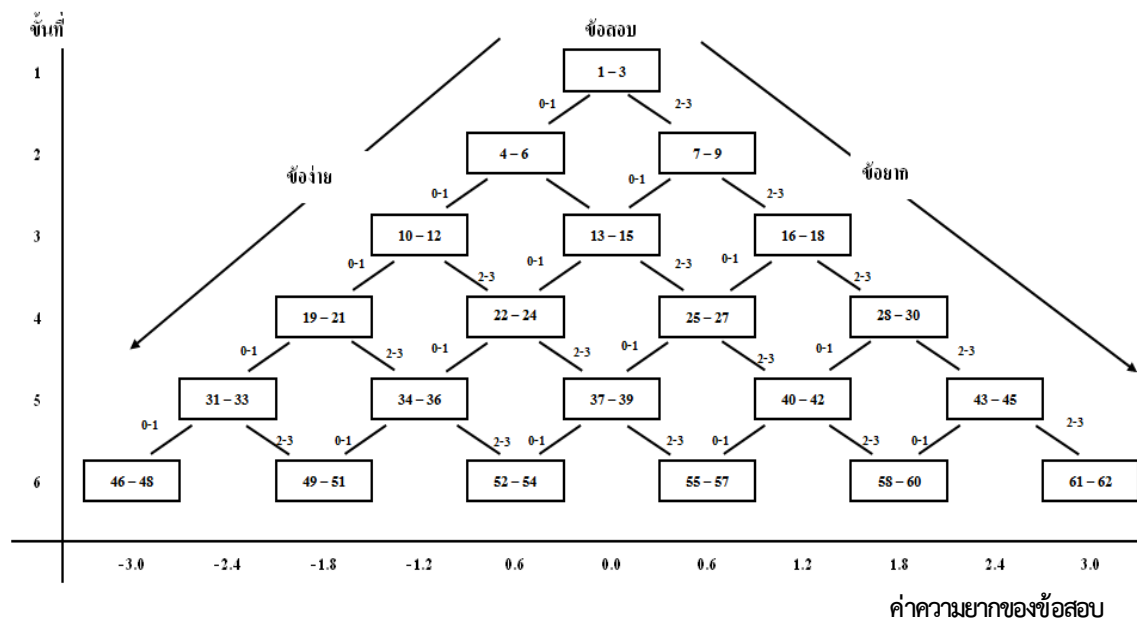 ขั้นที่ ข้อสอบ
1 1 – 3
0-1 2-3
2 4 – 6 7 – 9
ข้อง่าย ข้อยาก
0-1 0-1 2-3
3 10 – 12 13 – 15 16 – 18
0-1 2-3 0-1 2-3 0-1 2-3
4 19 – 21 22 – 24 25 – 27 28 – 30
0-1 2-3 0-1 2-3 0-1 2-3 0-1 2-3
5 31 – 33 34 – 36 37 – 39 40 – 42 43 – 45
0-1 2-3 0-1 2-3 0-1 2-3 0-1 2-3 0-1 2-3
6 46 – 48 49 – 51 52 – 54 55 – 57 58 – 60 61 – 62
-3.0 -2.4 -1.8 -1.2 0.6 0.0 0.6 1.2 1.8 2.4 3.0
ค่าความยากของข้อสอบ